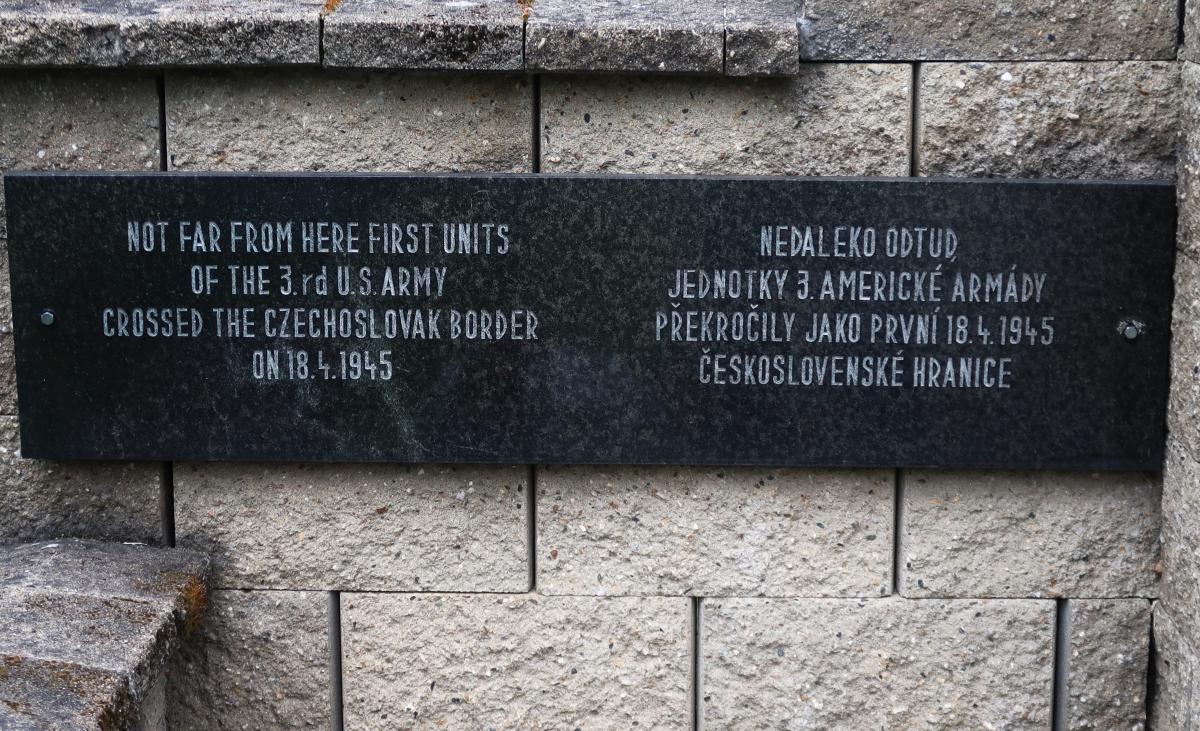 NOT FAR FROM HERE FIRST UNITS
OF THE 3.rd U.S. ARMY
CROSSED THE CZECHOSLOVAK BORDER
ON 18.4.1945
NEDALEKO ODTUD,
JEDNOTKY 3. AMERICKÉ ARMÁDY
PŘEKROČILY JAKO PRVNÍ 18.4.1945
ČESKOSLOVENSKÉ HRANICE